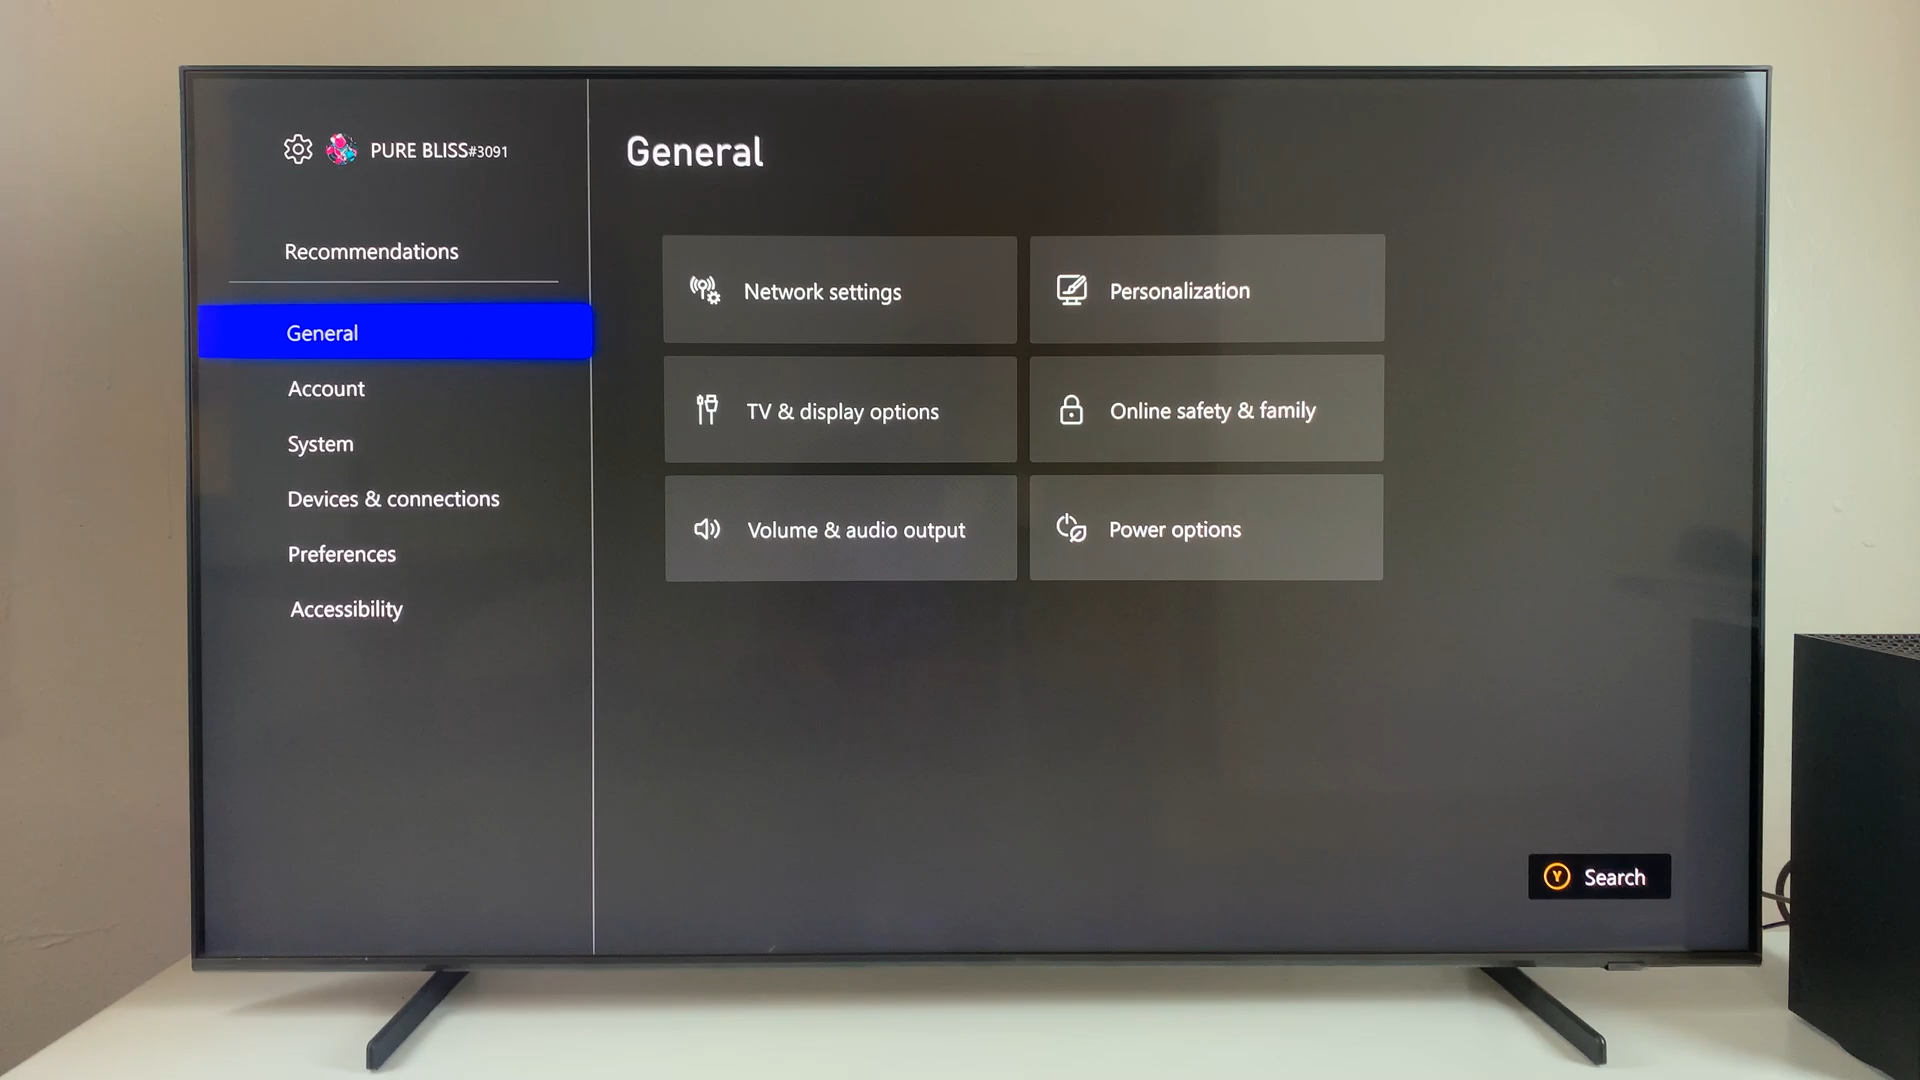 PURE BLISS#3091
Recommendations
General
Account
System
Devices & connections
Preferences
Accessibility
General
Network settings
Personalization
TV & display options
Online safety & family
Volume & audio output
Power options
Y Search